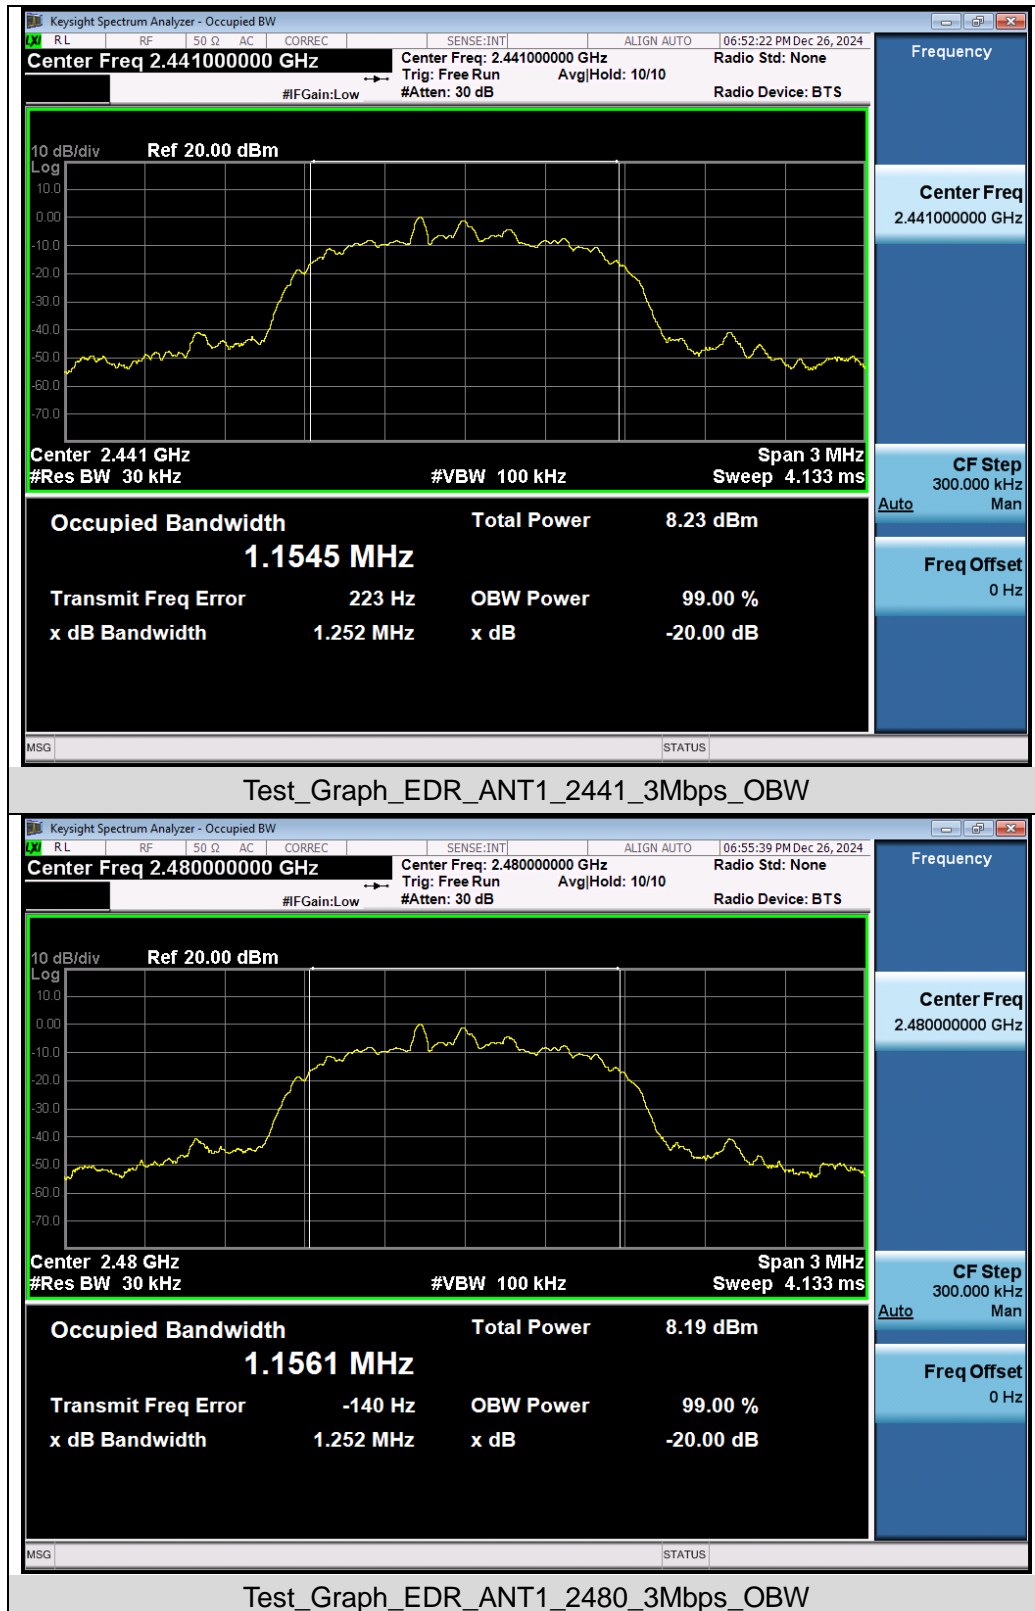 Keysight Spectrum Analyzer - Occupied BW
LXI RL RF 50 Ω AC CORREC SENSE:INT ALIGN AUTO 06:52:22 PM Dec 26, 2024
Center Freq 2.441000000 GHz
Center Freq: 2.441000000 GHz
Radio Std: None
Trig: Free Run Avg|Hold: 10/10
#IFGain:Low #Atten: 30 dB Radio Device: BTS
Frequency
10 dB/div Ref 20.00 dBm
Log
10.0
0.00
-10.0
-20.0
-30.0
-40.0
-50.0
-60.0
-70.0
Center 2.441 GHz Span 3 MHz
#Res BW 30 kHz #VBW 100 kHz Sweep 4.133 ms
Center Freq
2.441000000 GHz
CF Step
300.000 kHz
Auto Man
Freq Offset
0 Hz
Occupied Bandwidth Total Power 8.23 dBm
1.1545 MHz
Transmit Freq Error 223 Hz OBW Power 99.00 %
x dB Bandwidth 1.252 MHz x dB -20.00 dB
MSG STATUS
Test_Graph_EDR_ANT1_2441_3Mbps_OBW
Keysight Spectrum Analyzer - Occupied BW
LXI RL RF 50 Ω AC CORREC SENSE:INT ALIGN AUTO 06:55:39 PM Dec 26, 2024
Center Freq 2.480000000 GHz
Center Freq: 2.480000000 GHz
Radio Std: None
Trig: Free Run Avg|Hold: 10/10
#IFGain:Low #Atten: 30 dB Radio Device: BTS
Frequency
10 dB/div Ref 20.00 dBm
Log
10.0
0.00
-10.0
-20.0
-30.0
-40.0
-50.0
-60.0
-70.0
Center 2.48 GHz Span 3 MHz
#Res BW 30 kHz #VBW 100 kHz Sweep 4.133 ms
Center Freq
2.480000000 GHz
CF Step
300.000 kHz
Auto Man
Freq Offset
0 Hz
Occupied Bandwidth Total Power 8.19 dBm
1.1561 MHz
Transmit Freq Error -140 Hz OBW Power 99.00 %
x dB Bandwidth 1.252 MHz x dB -20.00 dB
MSG STATUS
Test_Graph_EDR_ANT1_2480_3Mbps_OBW